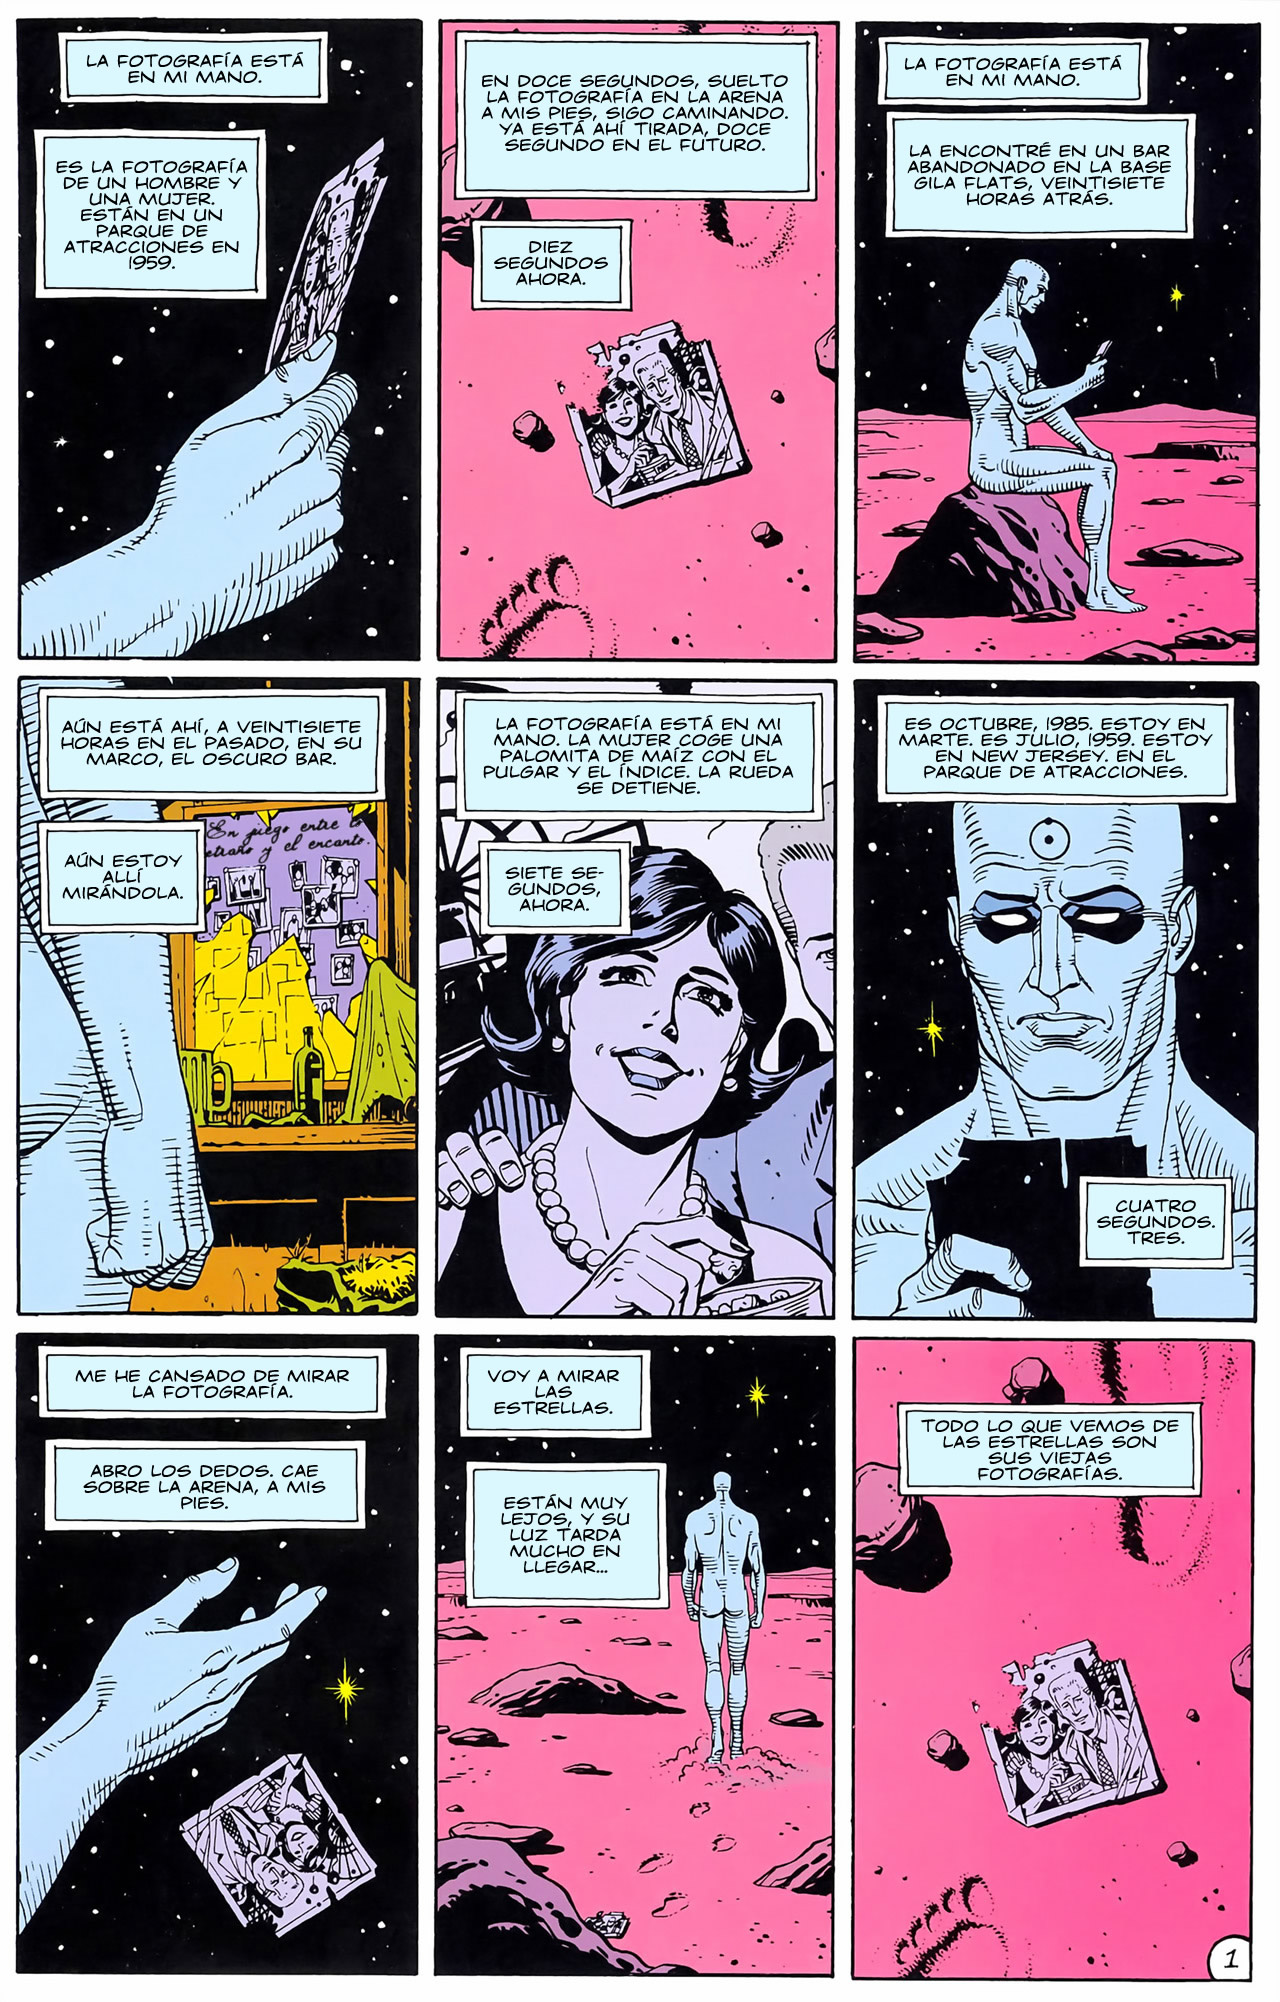 LA FOTOGRAFÍA ESTÁ
EN MI MANO.
ES LA FOTOGRAFÍA
DE UN HOMBRE Y
UNA MUJER.
ESTÁN EN UN
PARQUE DE
ATRACCIONES EN
1959.
EN DOCE SEGUNDOS, SUELTO
LA FOTOGRAFÍA EN LA ARENA
A MIS PIES, SIGO CAMINANDO.
YA ESTÁ AHÍ TIRADA, DOCE
SEGUNDO EN EL FUTURO.
DIEZ
SEGUNDOS
AHORA.
LA FOTOGRAFÍA ESTÁ
EN MI MANO.
LA ENCONTRÉ EN UN BAR
ABANDONADO EN LA BASE
GILA FLATS, VEINTISIETE
HORAS ATRÁS.
AÚN ESTÁ AHÍ, A VEINTISIETE
HORAS EN EL PASADO, EN SU
MARCO, EL OSCURO BAR.
AÚN ESTOY
ALLÍ
MIRÁNDOLA.
En juego entre lo
etraño y el encanto.
LA FOTOGRAFÍA ESTÁ EN MI
MANO. LA MUJER COGE UNA
PALOMITA DE MAÍZ CON EL
PULGAR Y EL ÍNDICE. LA RUEDA
SE DETIENE.
SIETE SE-
GUNDOS,
AHORA.
ES OCTUBRE, 1985. ESTOY EN
MARTE. ES JULIO, 1959. ESTOY
EN NEW JERSEY. EN EL
PARQUE DE ATRACCIONES.
CUATRO
SEGUNDOS.
TRES.
ME HE CANSADO DE MIRAR
LA FOTOGRAFÍA.
ABRO LOS DEDOS. CAE
SOBRE LA ARENA, A MIS
PIES.
VOY A MIRAR
LAS
ESTRELLAS.
ESTÁN MUY
LEJOS, Y SU
LUZ TARDA
MUCHO EN
LLEGAR...
TODO LO QUE VEMOS DE
LAS ESTRELLAS SON
SUS VIEJAS
FOTOGRAFÍAS.
1